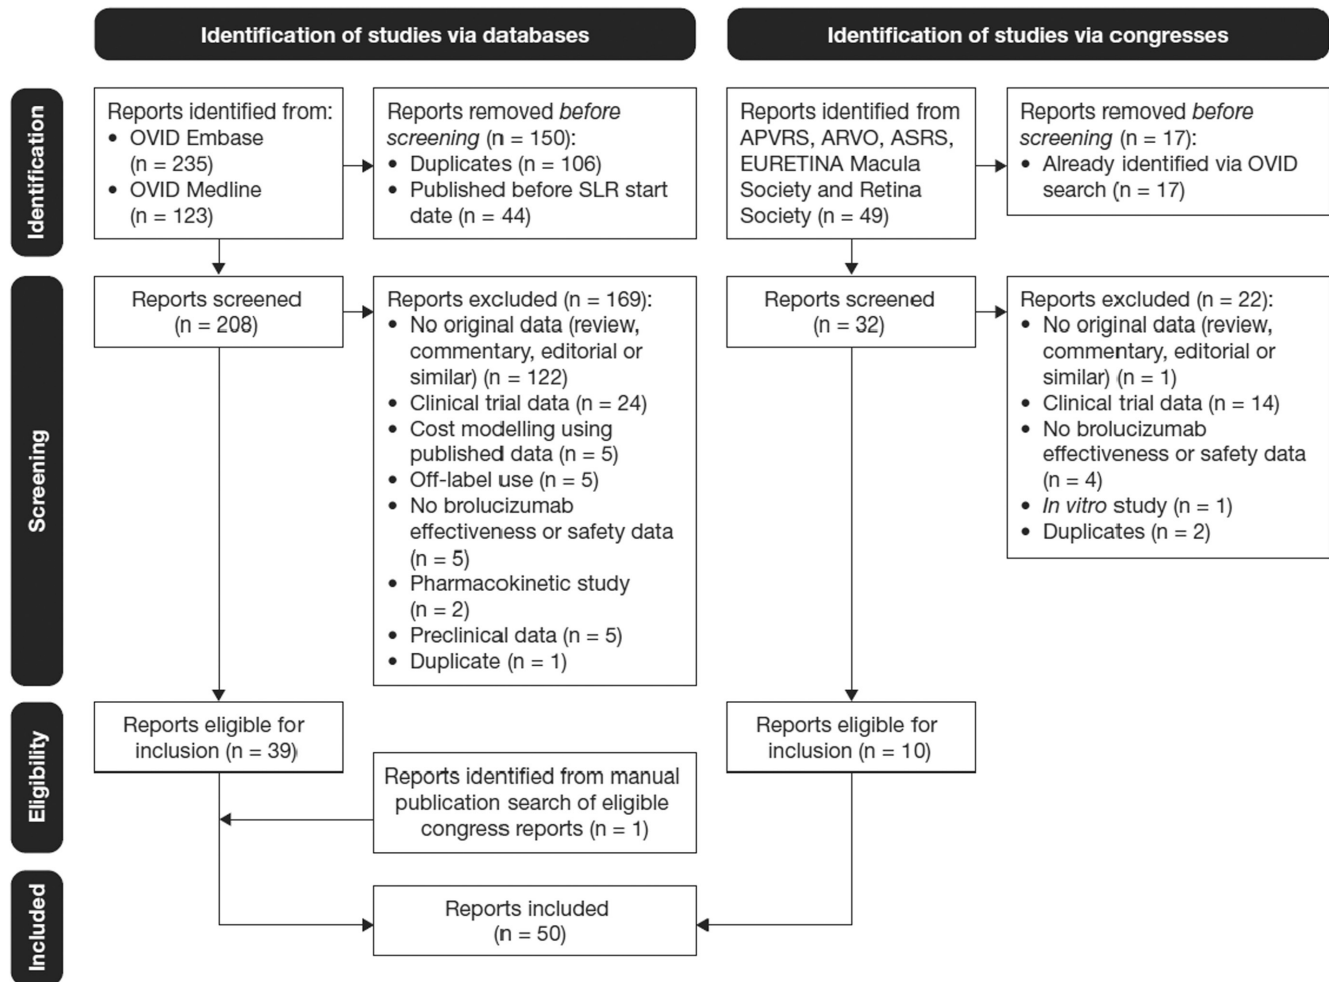 Identification of studies via databases
Identification of studies via congresses
Identification
Reports identified from:
• OVID Embase
(n = 235)
• OVID Medline
(n = 123)
Reports removed before
screening (n = 150):
• Duplicates (n = 106)
• Published before SLR start
date (n = 44)
Reports identified from
APVRS, ARVO, ASRS,
EURETINA Macula
Society and Retina
Society (n = 49)
Reports removed before
screening (n = 17):
• Already identified via OVID
search (n = 17)
Screening
Reports screened
(n = 208)
Reports excluded (n = 169):
• No original data (review,
commentary, editorial or
similar) (n = 122)
• Clinical trial data (n = 24)
• Cost modelling using
published data (n = 5)
• Off-label use (n = 5)
• No brolucizumab
effectiveness or safety data
(n = 5)
• Pharmacokinetic study
(n = 2)
• Preclinical data (n = 5)
• Duplicate (n = 1)
Reports screened
(n = 32)
Reports excluded (n = 22):
• No original data (review,
commentary, editorial or
similar) (n = 1)
• Clinical trial data (n = 14)
• No brolucizumab
effectiveness or safety data
(n = 4)
• In vitro study (n = 1)
• Duplicates (n = 2)
Eligibility
Reports eligible for
inclusion (n = 39)
Reports identified from manual
publication search of eligible
congress reports (n = 1)
Reports eligible for
inclusion (n = 10)
Included
Reports included
(n = 50)